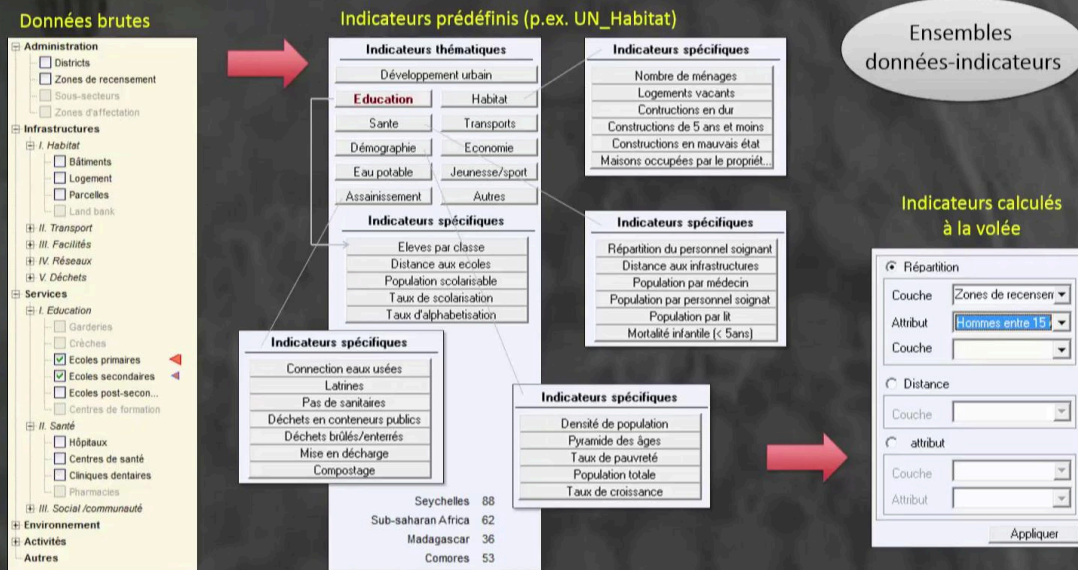 Données brutes
Administration
Districts
Zones de recensement
Sous-secteurs
Zones d'affectation
Infrastructures
I. Habitat
Bâtiments
Logement
Parcelles
Land bank
II. Transport
III. Facilités
IV. Réseaux
V. Déchets
Services
I. Education
Garderies
Crèches
Ecoles primaires
Ecoles secondaires
Ecoles post-secon...
Centres de formation
II. Santé
Hôpitaux
Centres de santé
Cliniques dentaires
Pharmacies
III. Social /communauté
Environnement
Activités
Autres
Indicateurs prédéfinis (p.ex. UN_Habitat)
Indicateurs thématiques
Développement urbain
Education
Habitat
Sante
Transports
Démographie
Economie
Eau potable
Jeunesse/sport
Assainissement
Autres
Indicateurs spécifiques
Eleves par classe
Distance aux ecoles
Population scolarisable
Taux de scolarisation
Taux d'alphabetisation
Indicateurs spécifiques
Connection eaux usées
Latrines
Pas de sanitaires
Déchets en conteneurs publics
Déchets brûlés/enterrés
Mise en décharge
Compostage
Seychelles 88
Sub-saharan Africa 62
Madagascar 36
Comores 53
Indicateurs spécifiques
Nombre de ménages
Logements vacants
Contructions en dur
Constructions de 5 ans et moins
Constructions en mauvais état
Maisons occupées par le propriét...
Indicateurs spécifiques
Répartition du personnel soignant
Distance aux infrastructures
Population par médecin
Population par personnel soignat
Population par lit
Mortalité infantile (< 5ans)
Indicateurs spécifiques
Densité de population
Pyramide des âges
Taux de pauvreté
Population totale
Taux de croissance
Ensembles
données-indicateurs
Indicateurs calculés
à la volée
Répartition
Couche Zones de recensem
Attribut Hommes entre 15
Couche
Distance
Couche
attribut
Couche
Attribut
Appliquer